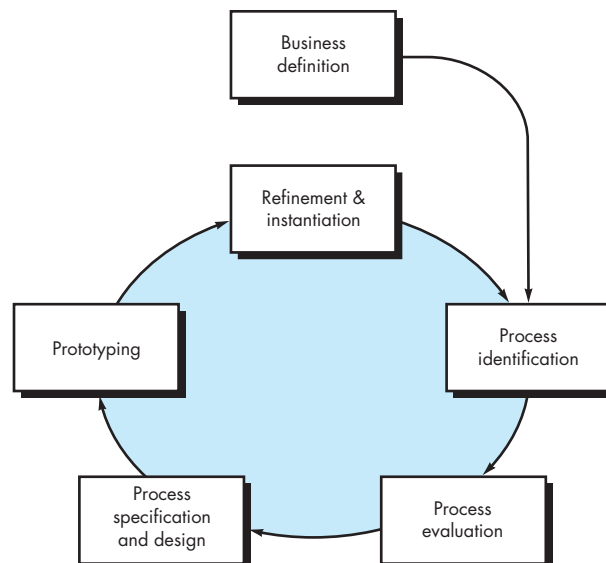 Business
definition
Refinement &
instantiation
Prototyping
Process
identification
Process
specification
and design
Process
evaluation